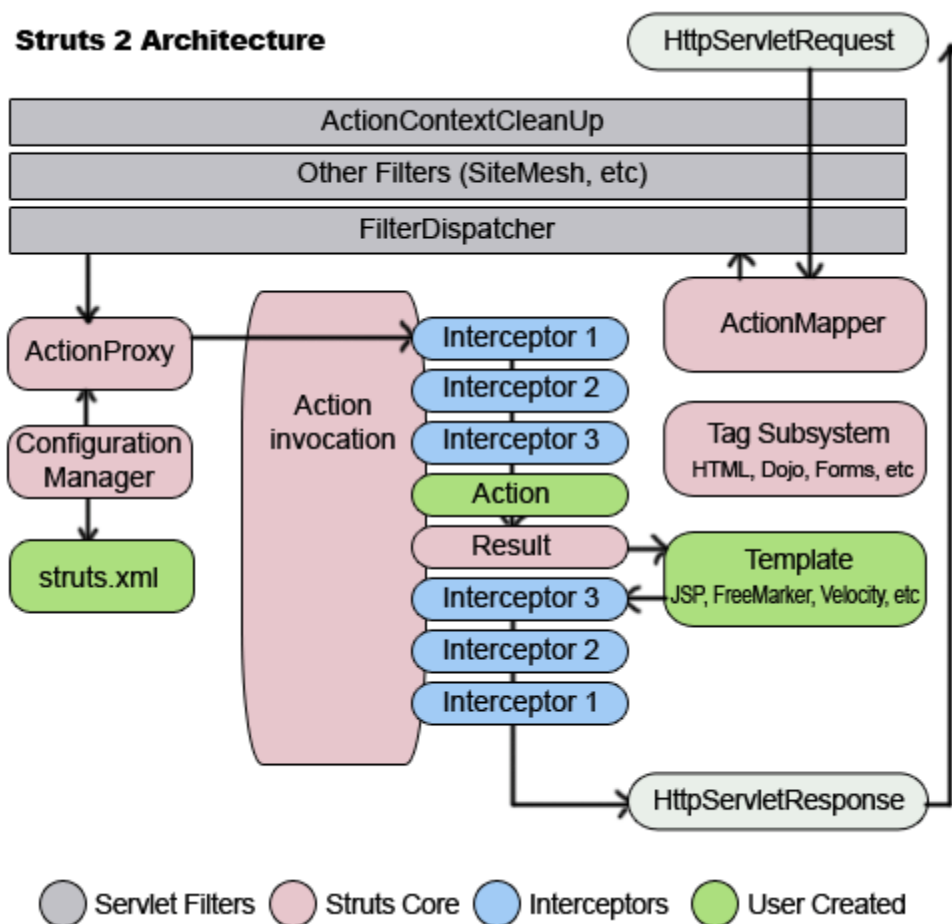 Struts 2 Architecture
HttpServletRequest
ActionContextCleanUp
Other Filters (SiteMesh, etc)
FilterDispatcher
ActionProxy
Configuration
Manager
struts.xml
Action
invocation
Interceptor 1
Interceptor 2
Interceptor 3
Action
Result
Interceptor 3
Interceptor 2
Interceptor 1
ActionMapper
Tag Subsystem
HTML, Dojo, Forms, etc
Template
JSP, FreeMarker, Velocity, etc
HttpServletResponse
Servlet Filters
Struts Core
Interceptors
User Created